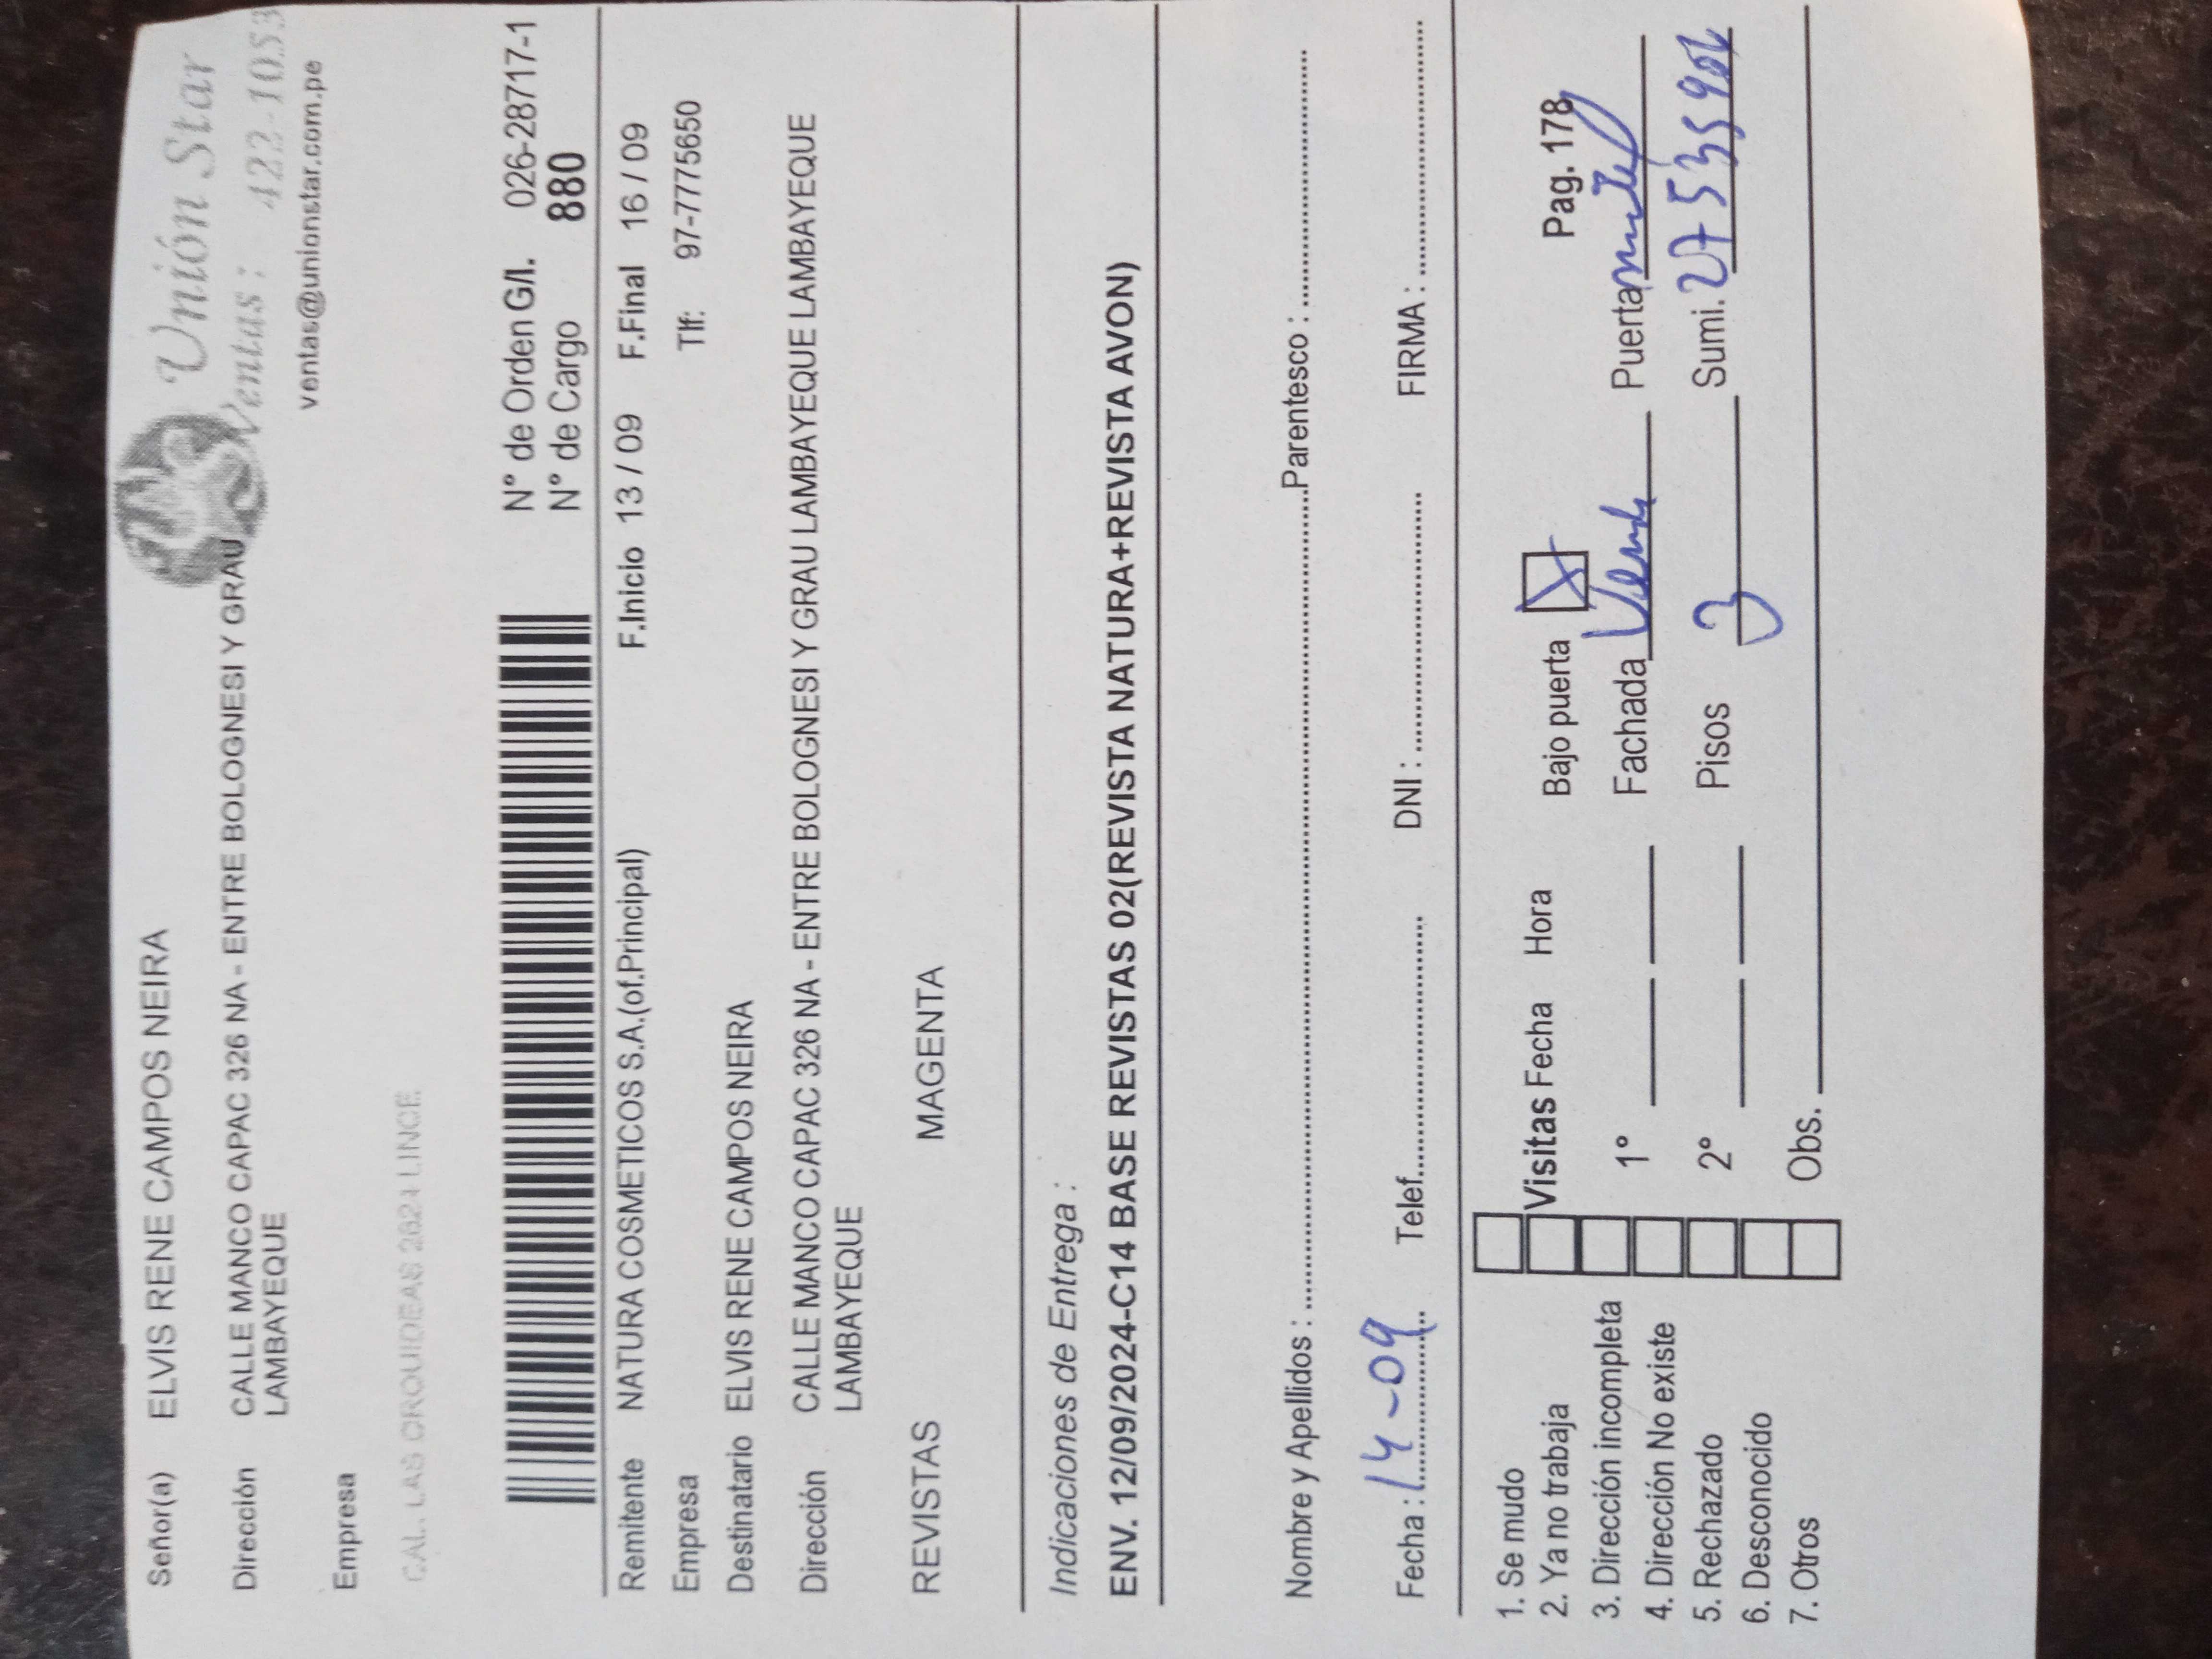 Unión Star
Ventas: 422-1053
ventas@unionstar.com.pe
Señor(a) ELVIS RENE CAMPOS NEIRA
Dirección CALLE MANCO CAPAC 326 NA - ENTRE BOLOGNESI Y GRAU
LAMBAYEQUE
Empresa
CAL. LAS ORQUIDEAS 2621 LINCE
N° de Orden G/I. 026-28717-1
N° de Cargo 880
F.Inicio 13 / 09 F.Final 16 / 09
Remitente NATURA COSMETICOS S.A.(of.Principal)
Empresa Tlf: 97-7775650
Destinatario ELVIS RENE CAMPOS NEIRA
Dirección CALLE MANCO CAPAC 326 NA - ENTRE BOLOGNESI Y GRAU LAMBAYEQUE LAMBAYEQUE
LAMBAYEQUE
REVISTAS MAGENTA
Indicaciones de Entrega :
ENV. 12/09/2024-C14 BASE REVISTAS 02(REVISTA NATURA+REVISTA AVON)
Nombre y Apellidos : Parentesco :
Fecha : 14-09 Telef. DNI : FIRMA :
1. Se mudo
2. Ya no trabaja
3. Dirección incompleta
4. Dirección No existe
5. Rechazado
6. Desconocido
7. Otros
Visitas Fecha Hora
1°
2°
Obs.
Bajo puerta Pag. 178
Fachada Puerta
Pisos Sumi.